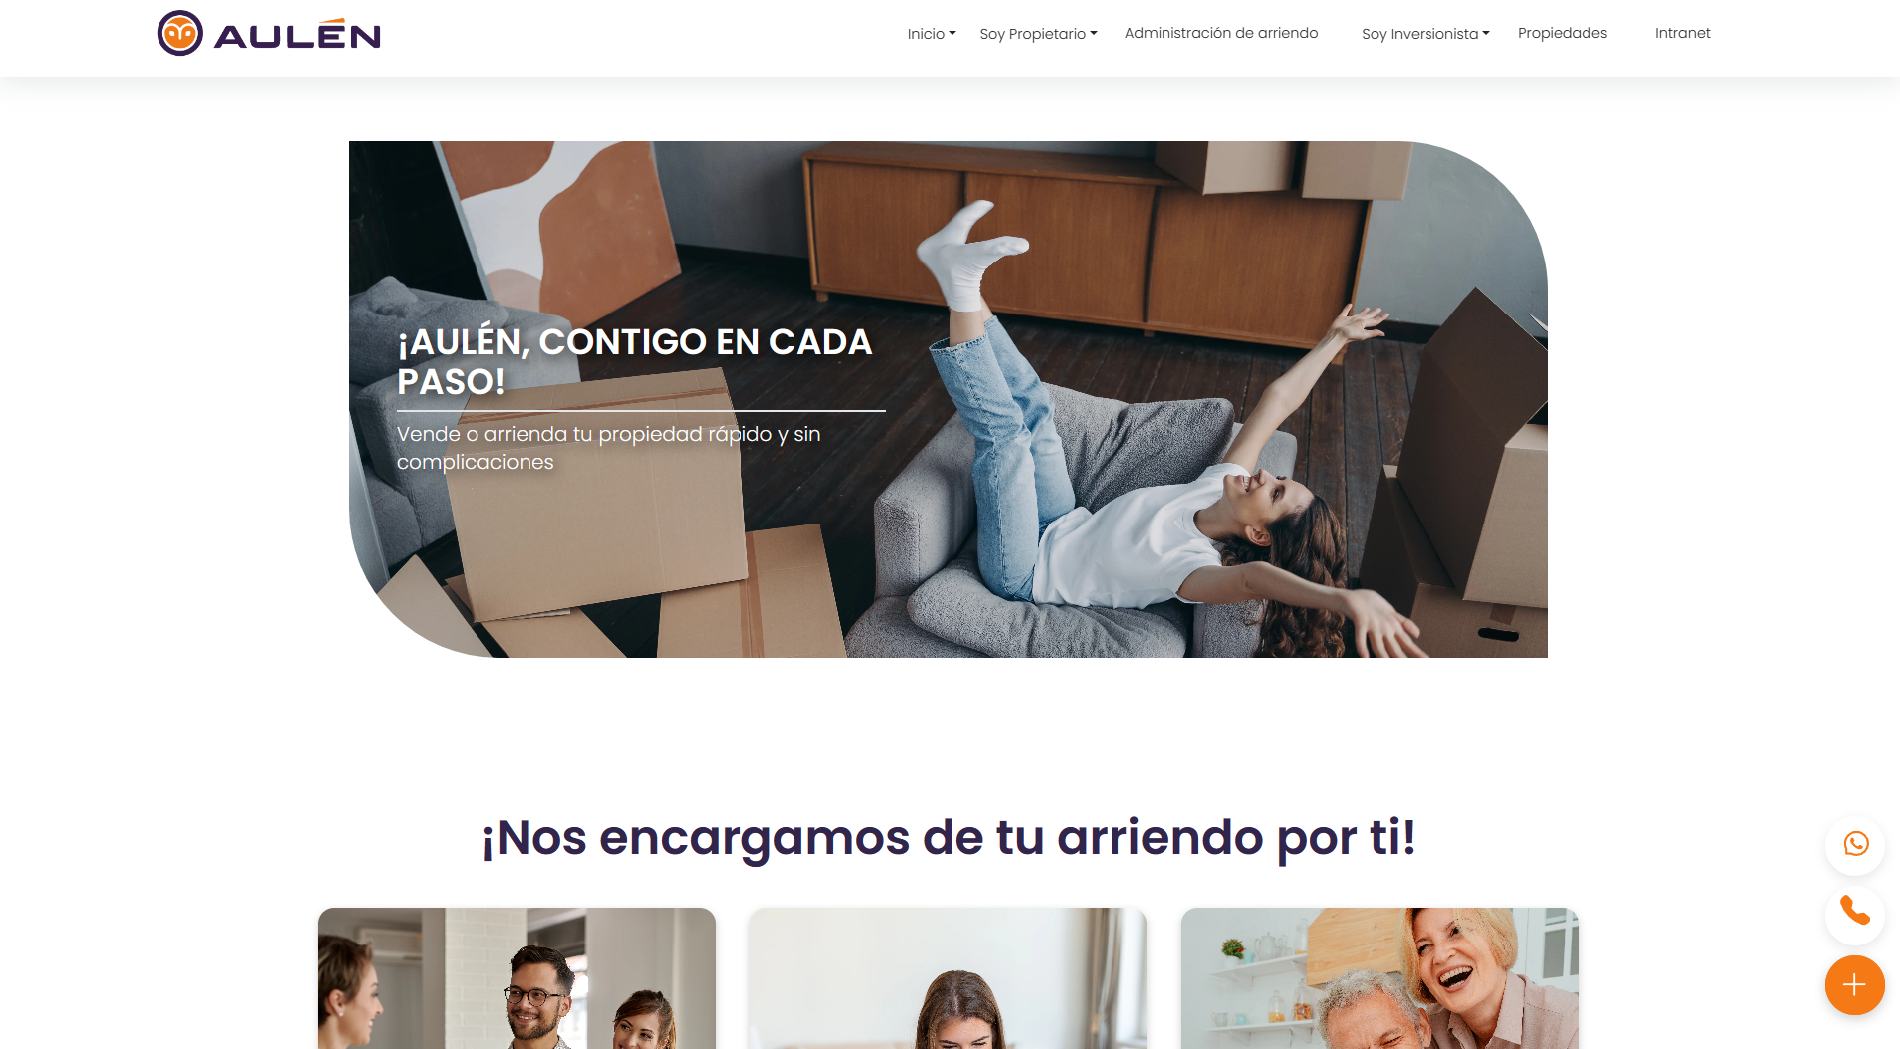 AULÉN
Inicio
Soy Propietario
Administración de arriendo
Soy Inversionista
Propiedades
Intranet
¡AULÉN, CONTIGO EN CADA
PASO!
Vende o arrienda tu propiedad rápido y sin
complicaciones
¡Nos encargamos de tu arriendo por ti!